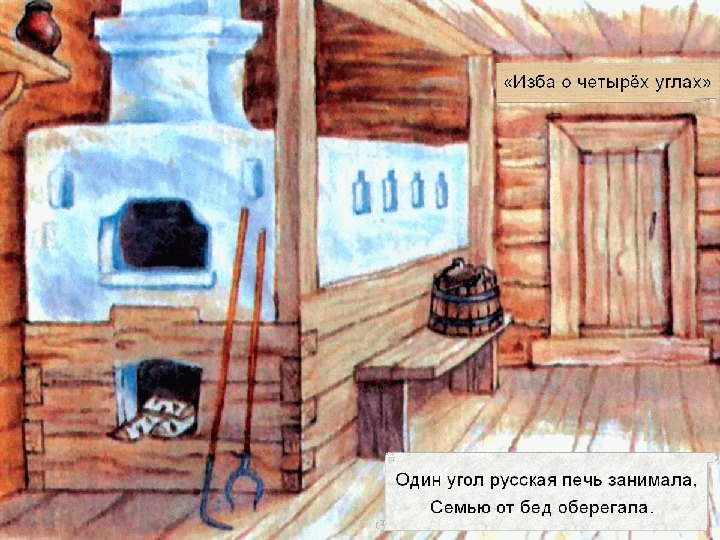 «Изба о четырёх углах»
Один угол русская печь занимала,
Семью от бед оберегала.